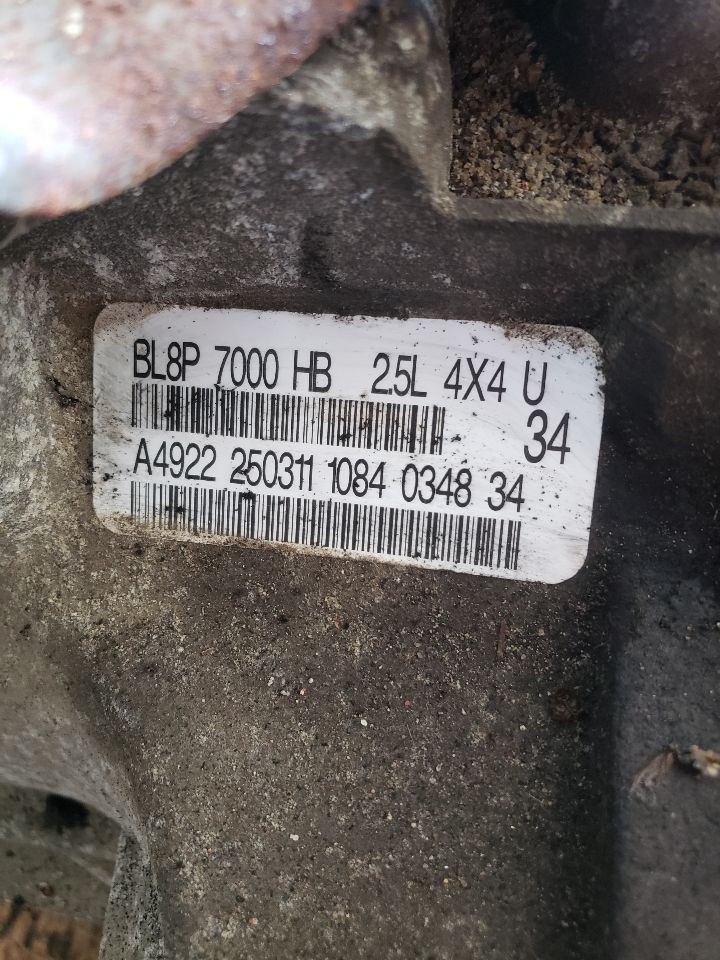 BL8P 7000 HB 2.5L 4X4 U
34
A4922 250311 1084 0348 34